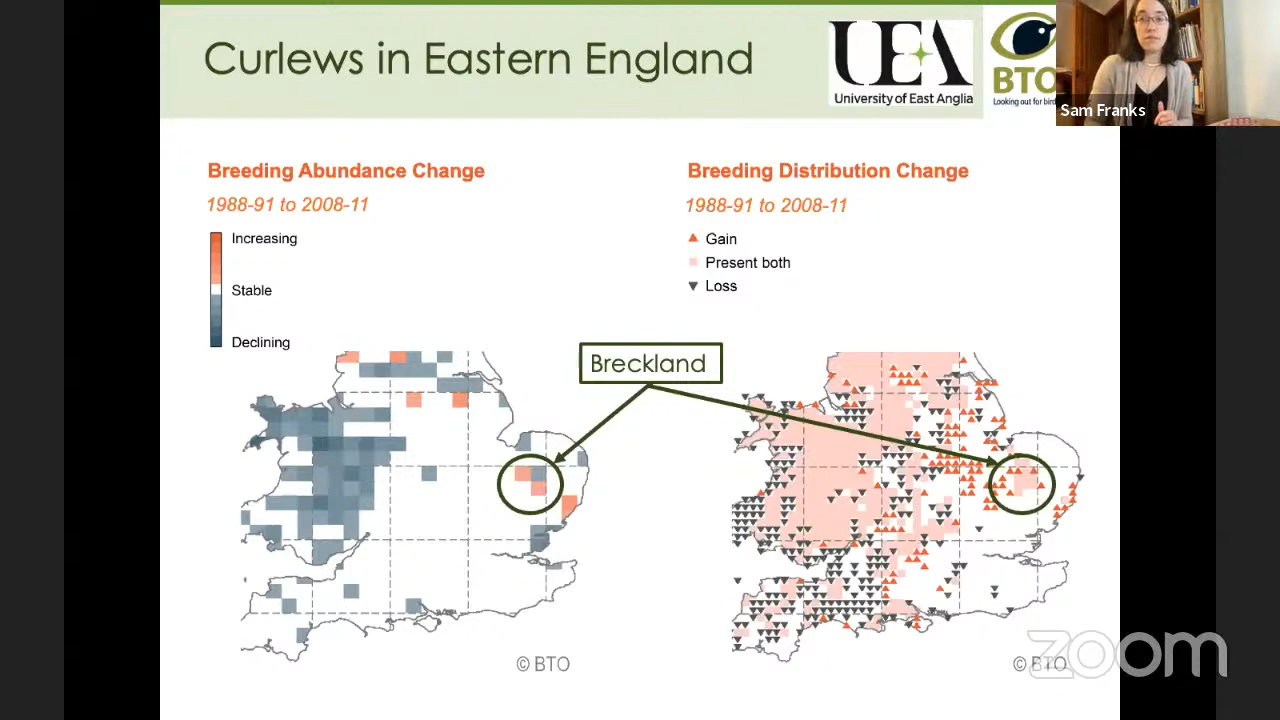 Curlews in Eastern England
UEA
University of East Anglia
BTO
Looking out for bird
Sam Franks
Breeding Abundance Change
1988-91 to 2008-11
Increasing
Stable
Declining
Breeding Distribution Change
1988-91 to 2008-11
Gain
Present both
Loss
Breckland
© BTO
© BTO
zoom